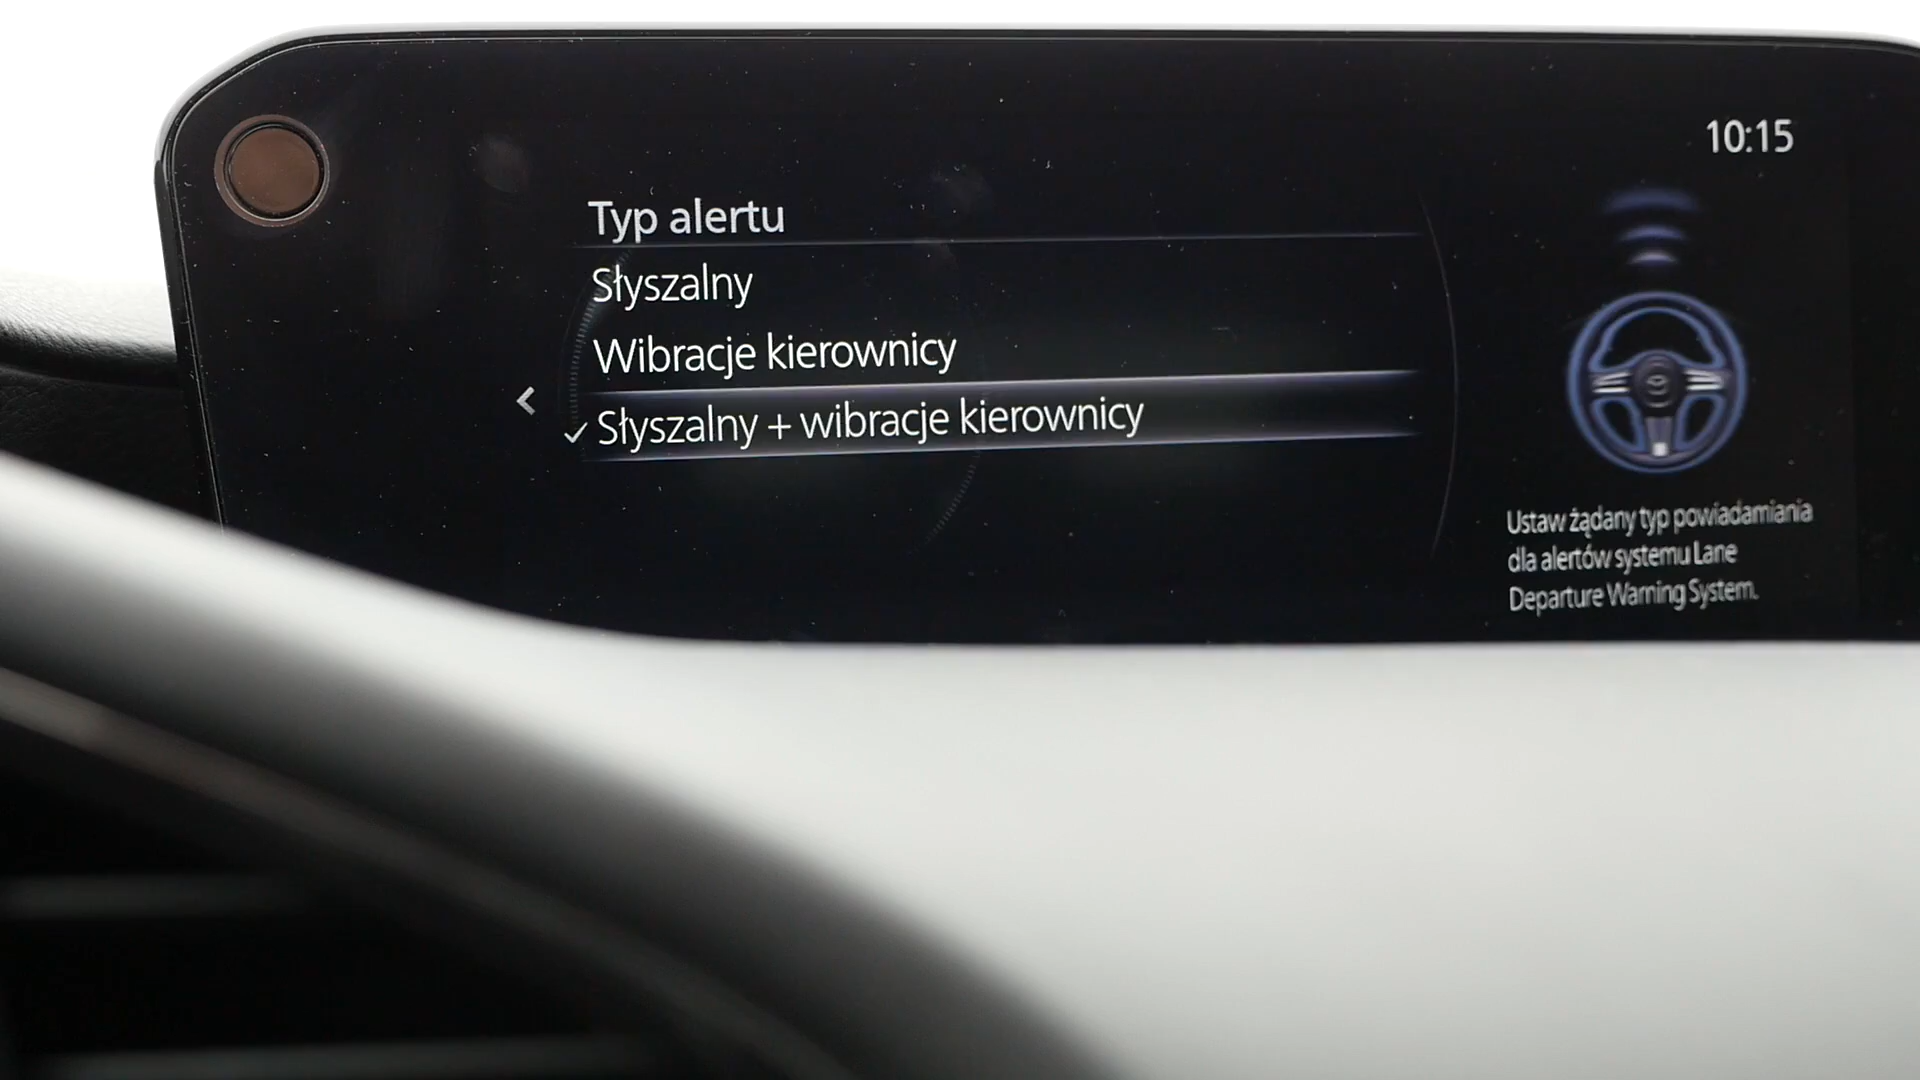 10:15
Typ alertu
Słyszalny
Wibracje kierownicy
Słyszalny + wibracje kierownicy
Ustaw żądany typ powiadamiania
dla alertów systemu Lane
Departure Warning System.